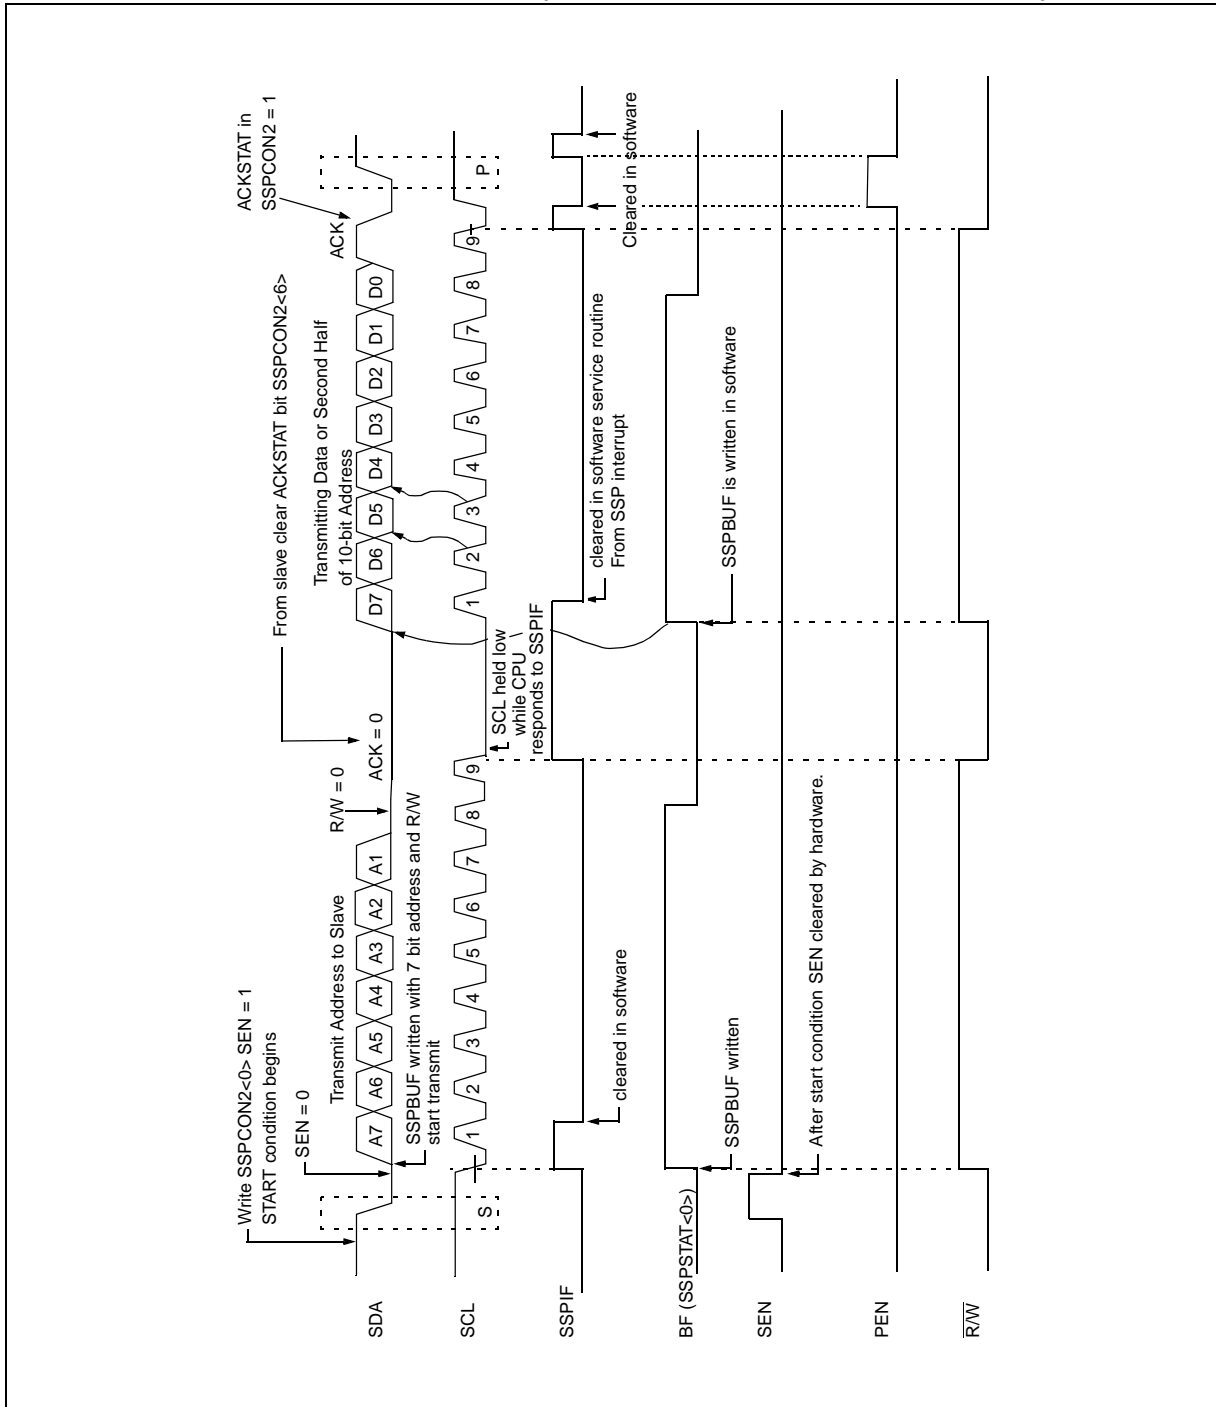 Write SSPCON2<0> SEN = 1
START condition begins
SEN = 0
Transmit Address to Slave
R/W = 0
From slave clear ACKSTAT bit SSPCON2<6>
Transmitting Data or Second Half
of 10-bit Address
ACKSTAT in
SSPCON2 = 1
ACK = 0
ACK
SDA
A7 A6 A5 A4 A3 A2 A1
D7 D6 D5 D4 D3 D2 D1 D0
SSPBUF written with 7 bit address and R/W
start transmit
SCL
S
1 2 3 4 5 6 7 8 9
1 2 3 4 5 6 7 8 9
P
SCL held low
while CPU
responds to SSPIF
SSPIF
cleared in software
cleared in software service routine
From SSP interrupt
Cleared in software
BF (SSPSTAT<0>)
SSPBUF written
SSPBUF is written in software
SEN
After start condition SEN cleared by hardware.
PEN
R/W